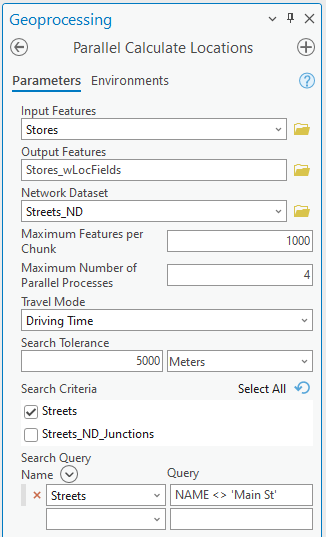 Geoprocessing
Parallel Calculate Locations
Parameters Environments
Input Features
Stores
Output Features
Stores_wLocFields
Network Dataset
Streets_ND
Maximum Features per
Chunk
1000
Maximum Number of
Parallel Processes
4
Travel Mode
Driving Time
Search Tolerance
5000 Meters
Search Criteria Select All
Streets
Streets_ND_Junctions
Search Query
Name Query
Streets NAME <> 'Main St'